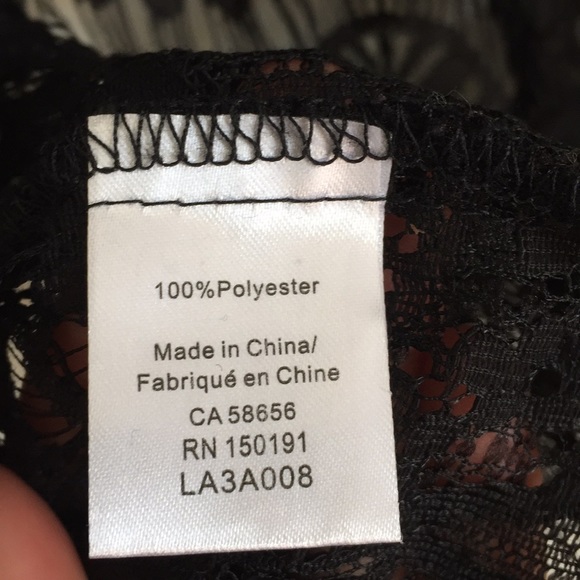 100%Polyester
Made in China/
Fabriqué en Chine
CA 58656
RN 150191
LA3A008